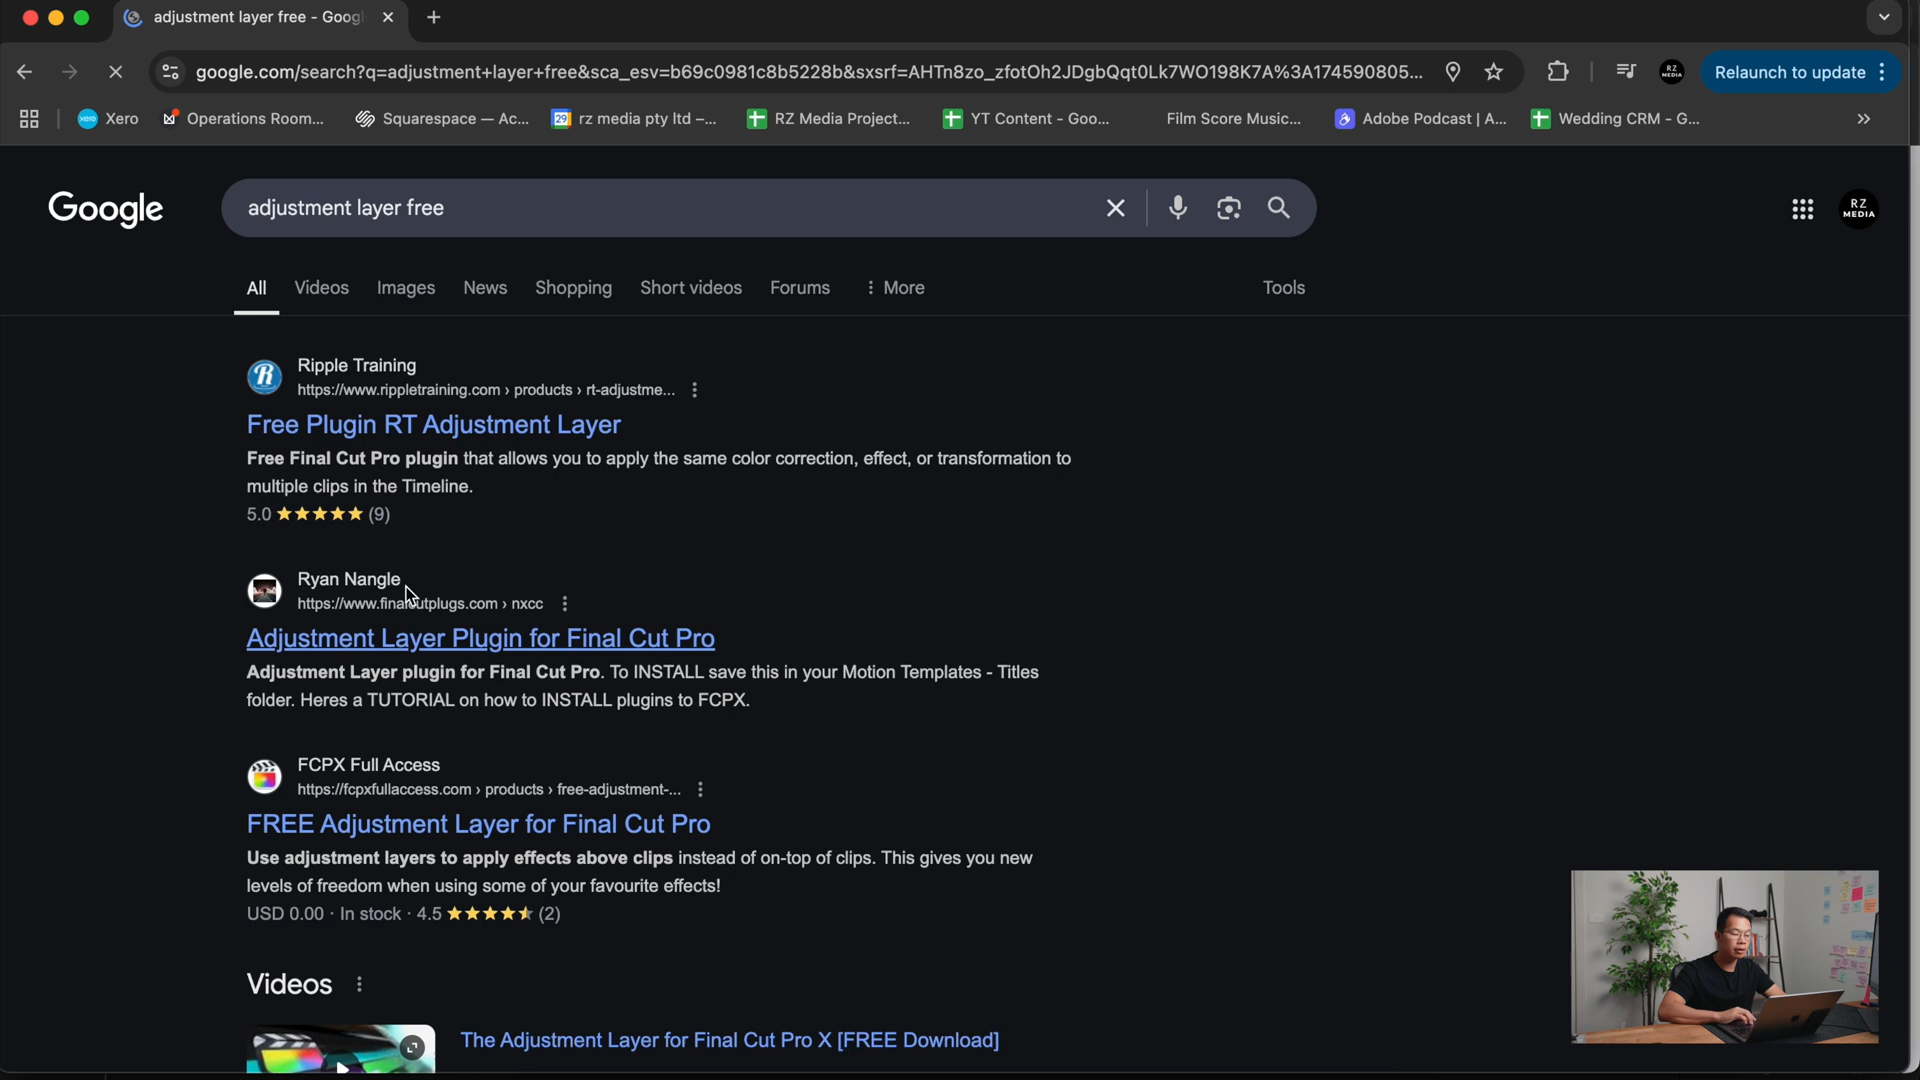 adjustment layer free - Goog
google.com/search?q=adjustment+layer+free&sca_esv=b69c0981c8b5228b&sxsrf=AHTn8zo_zfotOh2JDgbQqt0Lk7WO198K7A%3A174590805...
RZ MEDIA
Relaunch to update
Xero
Operations Room...
Squarespace — Ac...
29 rz media pty ltd –...
RZ Media Project...
YT Content - Goo...
Film Score Music...
Adobe Podcast | A...
Wedding CRM - G...
Google
adjustment layer free
RZ MEDIA
All Videos Images News Shopping Short videos Forums More Tools
Ripple Training
https://www.rippletraining.com › products › rt-adjustme...
Free Plugin RT Adjustment Layer
Free Final Cut Pro plugin that allows you to apply the same color correction, effect, or transformation to
multiple clips in the Timeline.
5.0 ★★★★★ (9)
Ryan Nangle
https://www.finalcutplugs.com › nxcc
Adjustment Layer Plugin for Final Cut Pro
Adjustment Layer plugin for Final Cut Pro. To INSTALL save this in your Motion Templates - Titles
folder. Heres a TUTORIAL on how to INSTALL plugins to FCPX.
FCPX Full Access
https://fcpxfullaccess.com › products › free-adjustment-...
FREE Adjustment Layer for Final Cut Pro
Use adjustment layers to apply effects above clips instead of on-top of clips. This gives you new
levels of freedom when using some of your favourite effects!
USD 0.00 · In stock · 4.5 ★★★★★ (2)
Videos
The Adjustment Layer for Final Cut Pro X [FREE Download]